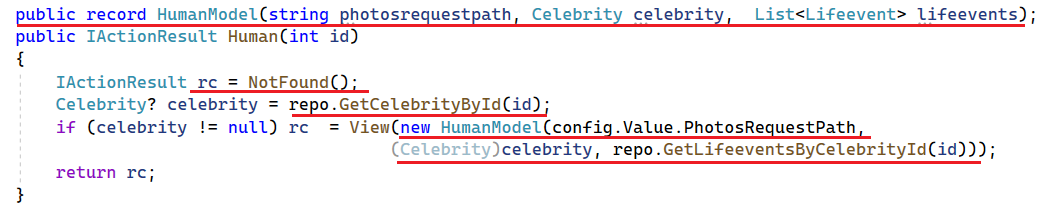 public record HumanModel(string photosrequestpath, Celebrity celebrity,  List<Lifeevent> lifeevents);
public IActionResult Human(int id)
{
    IActionResult rc = NotFound();
    Celebrity? celebrity = repo.GetCelebrityById(id);
    if (celebrity != null) rc  = View(new HumanModel(config.Value.PhotosRequestPath,
                                     (Celebrity)celebrity, repo.GetLifeeventsByCelebrityId(id)));
    return rc;
}